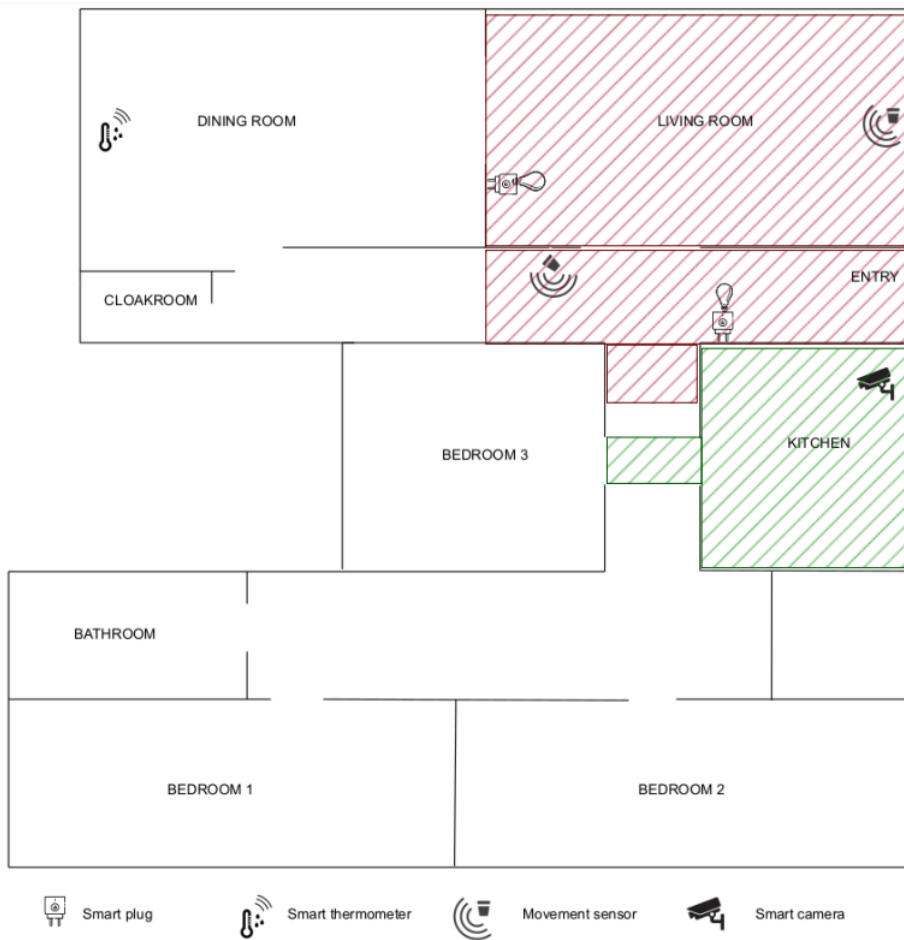 DINING ROOM
LIVING ROOM
ENTRY
CLOAKROOM
KITCHEN
BEDROOM 3
BATHROOM
BEDROOM 1
BEDROOM 2
Smart plug
Smart thermometer
Movement sensor
Smart camera